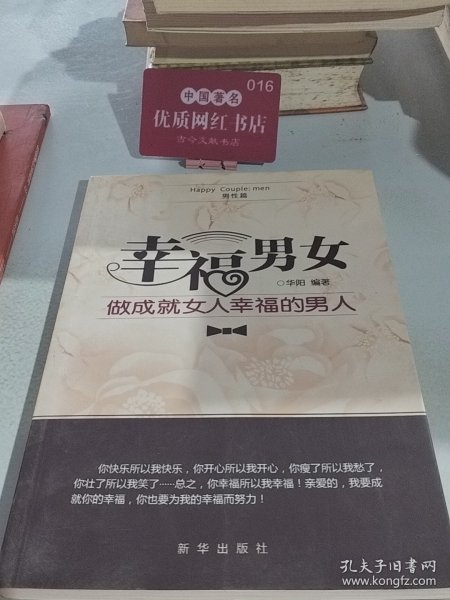 016
中国著名
优质网红书店
古今文献书店
Happy Couple: men
男性篇
幸福男女
○华阳 编著
做成就女人幸福的男人
你快乐所以我快乐，你开心所以我开心，你瘦了所以我愁了，
你壮了所以我笑了……总之，你幸福所以我幸福！亲爱的，我要成
就你的幸福，你也要为我的幸福而努力！
新华出版社
孔夫子旧书网
www.kongfz.com